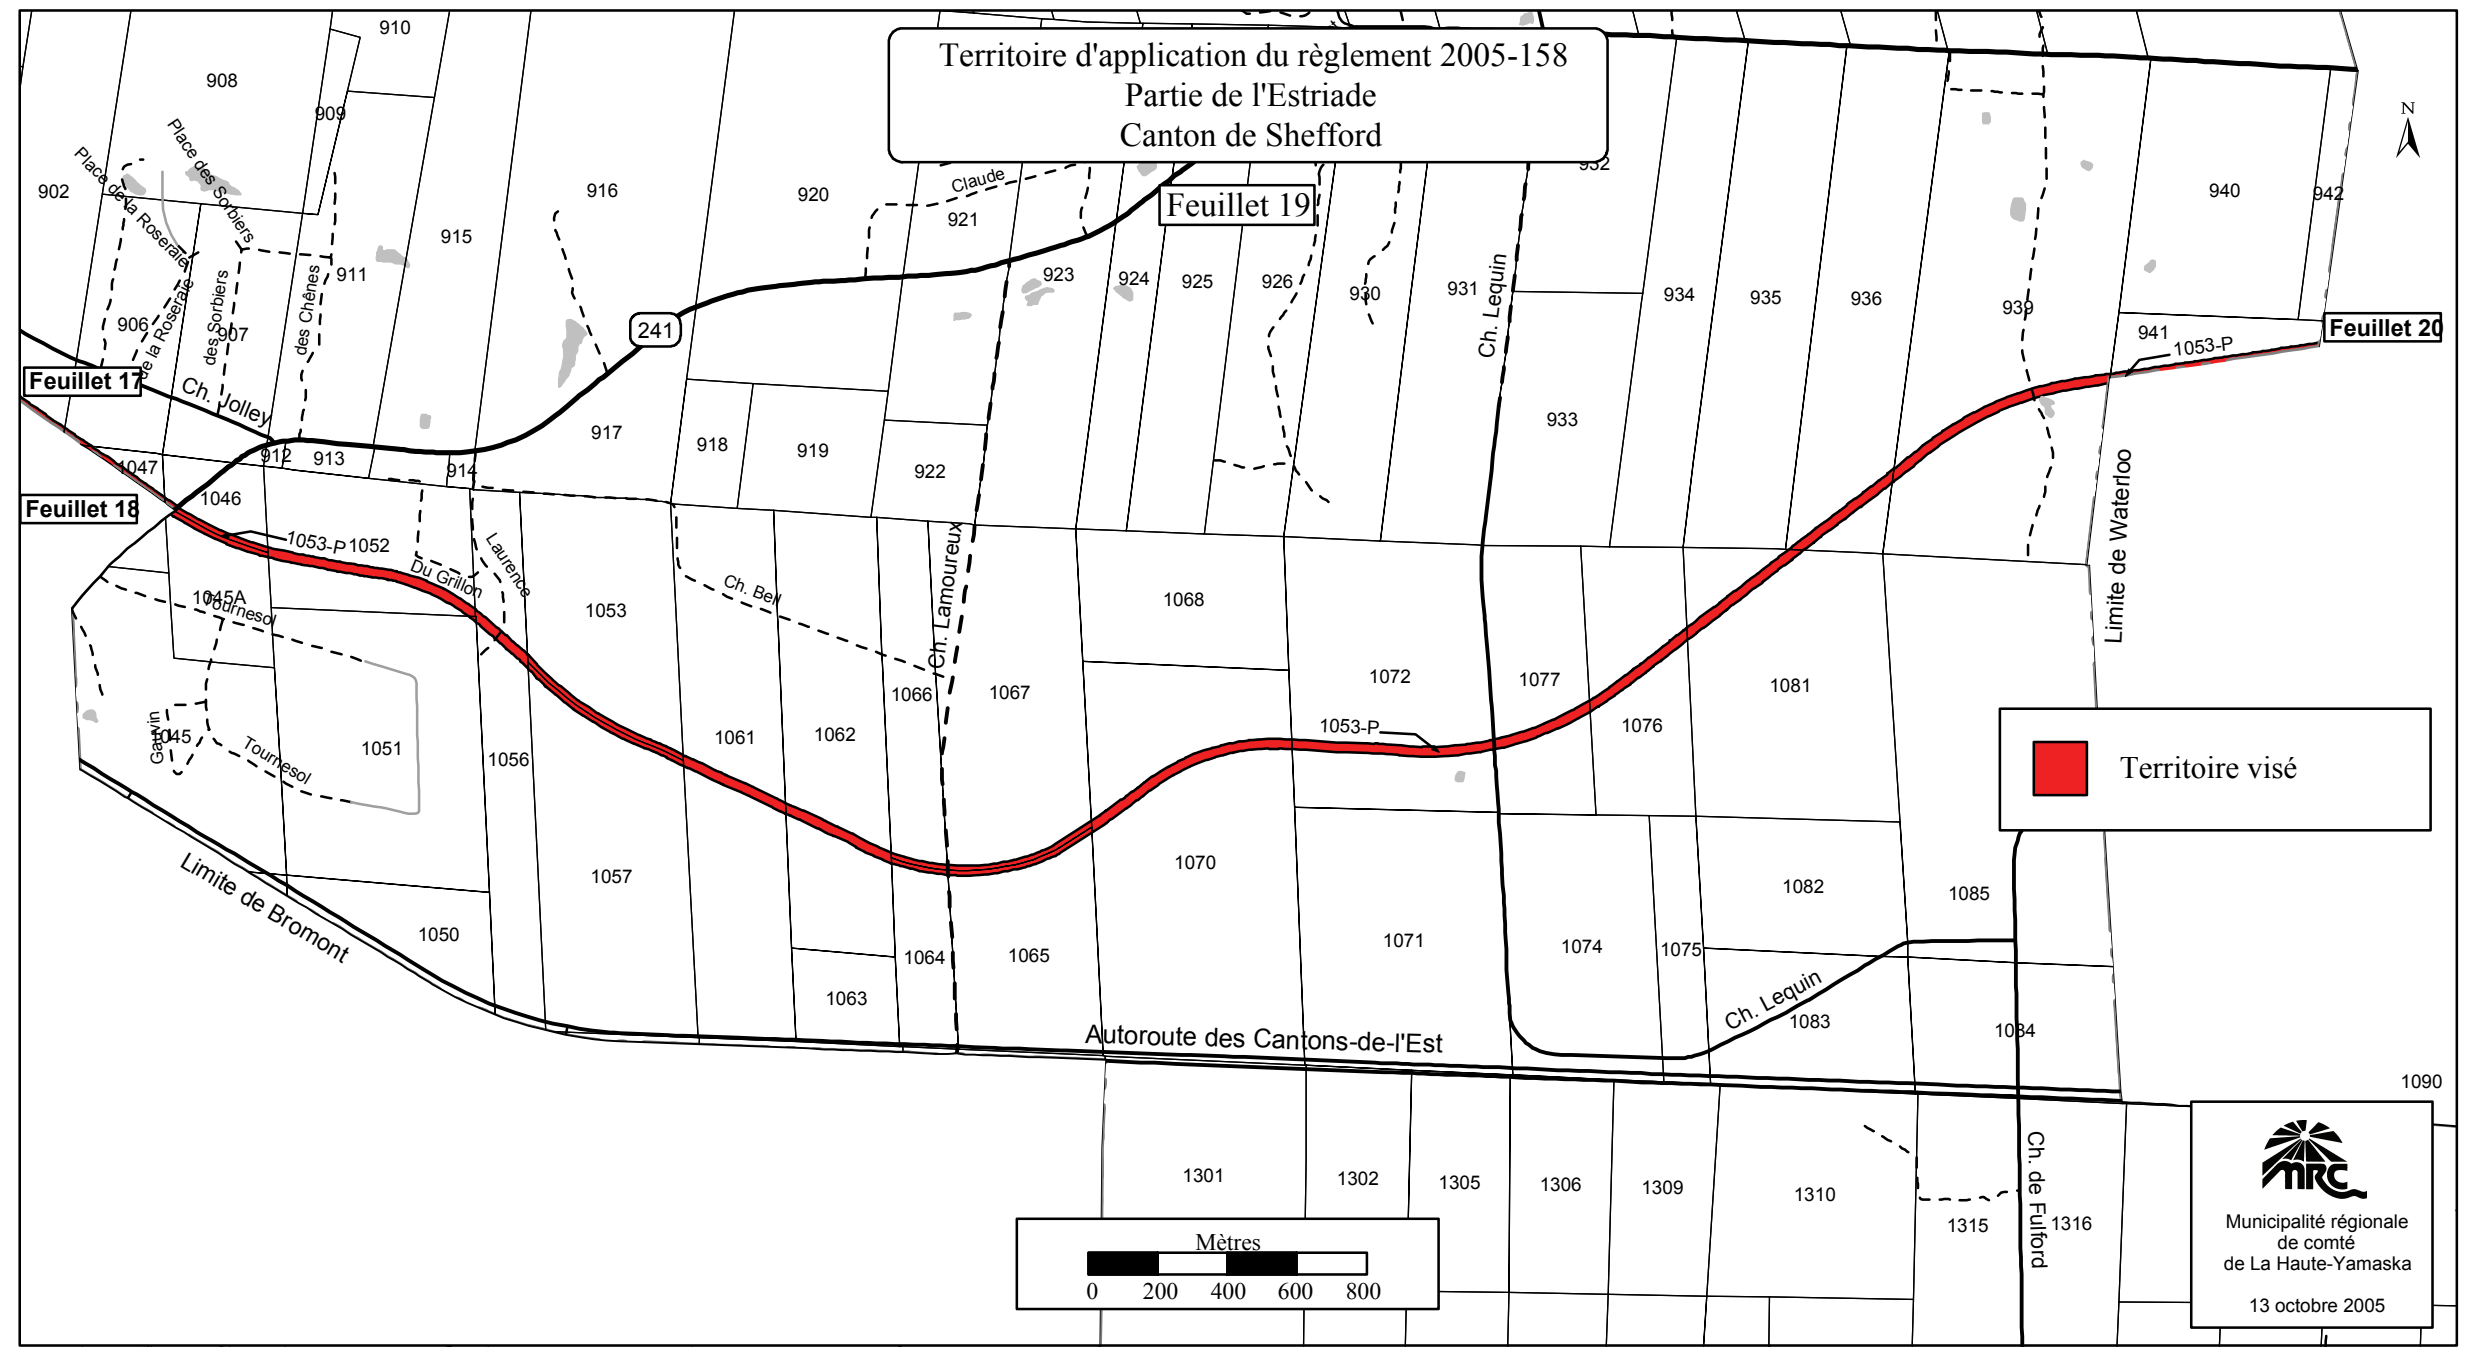 Territoire d'application du règlement 2005-158
Partie de l'Estriade
Canton de Shefford
N
Feuillet 19
Feuillet 17
Feuillet 18
Feuillet 20
910
908
909
902
Place des Sorbiers
Place de la Roseraie
916
920
Claude
921
932
940
942
915
911
des Chênes
des Sorbiers
de la Roseraie
906
907
241
923
924
925
926
930
931
Ch. Lequin
934
935
936
939
941
1053-P
Ch. Jolley
917
918
919
922
933
912
913
914
1047
1046
1053-P
1052
Laurence
Du Grillon
1045A
Tournesol
1053
Ch. Bell
Ch. Lamoureux
1068
Limite de Waterloo
1066
1067
1072
1077
1081
1053-P
1076
Gauvin
1045
Tournesol
1051
1056
1061
1062
Territoire visé
1057
1070
1082
1085
Limite de Bromont
1050
1064
1065
1071
1074
1075
1063
Ch. Lequin
1083
1084
Autoroute des Cantons-de-l'Est
1090
1301
1302
1305
1306
1309
1310
1315
1316
Ch. de Fulford
Mètres
0 200 400 600 800
MRC
Municipalité régionale
de comté
de La Haute-Yamaska
13 octobre 2005